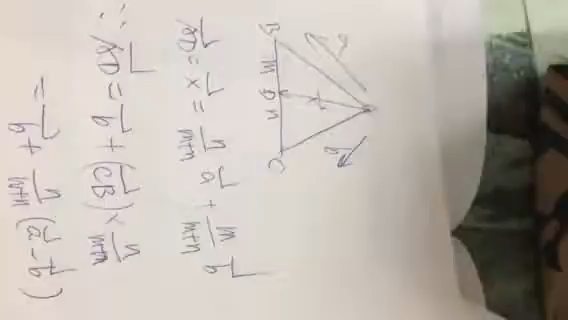 B m D n C
a
x
b
AD = x = n/m+n a + m/m+n b
∴ AD = b + (CB) × n/m+n
= b + n/m+n (a - b)